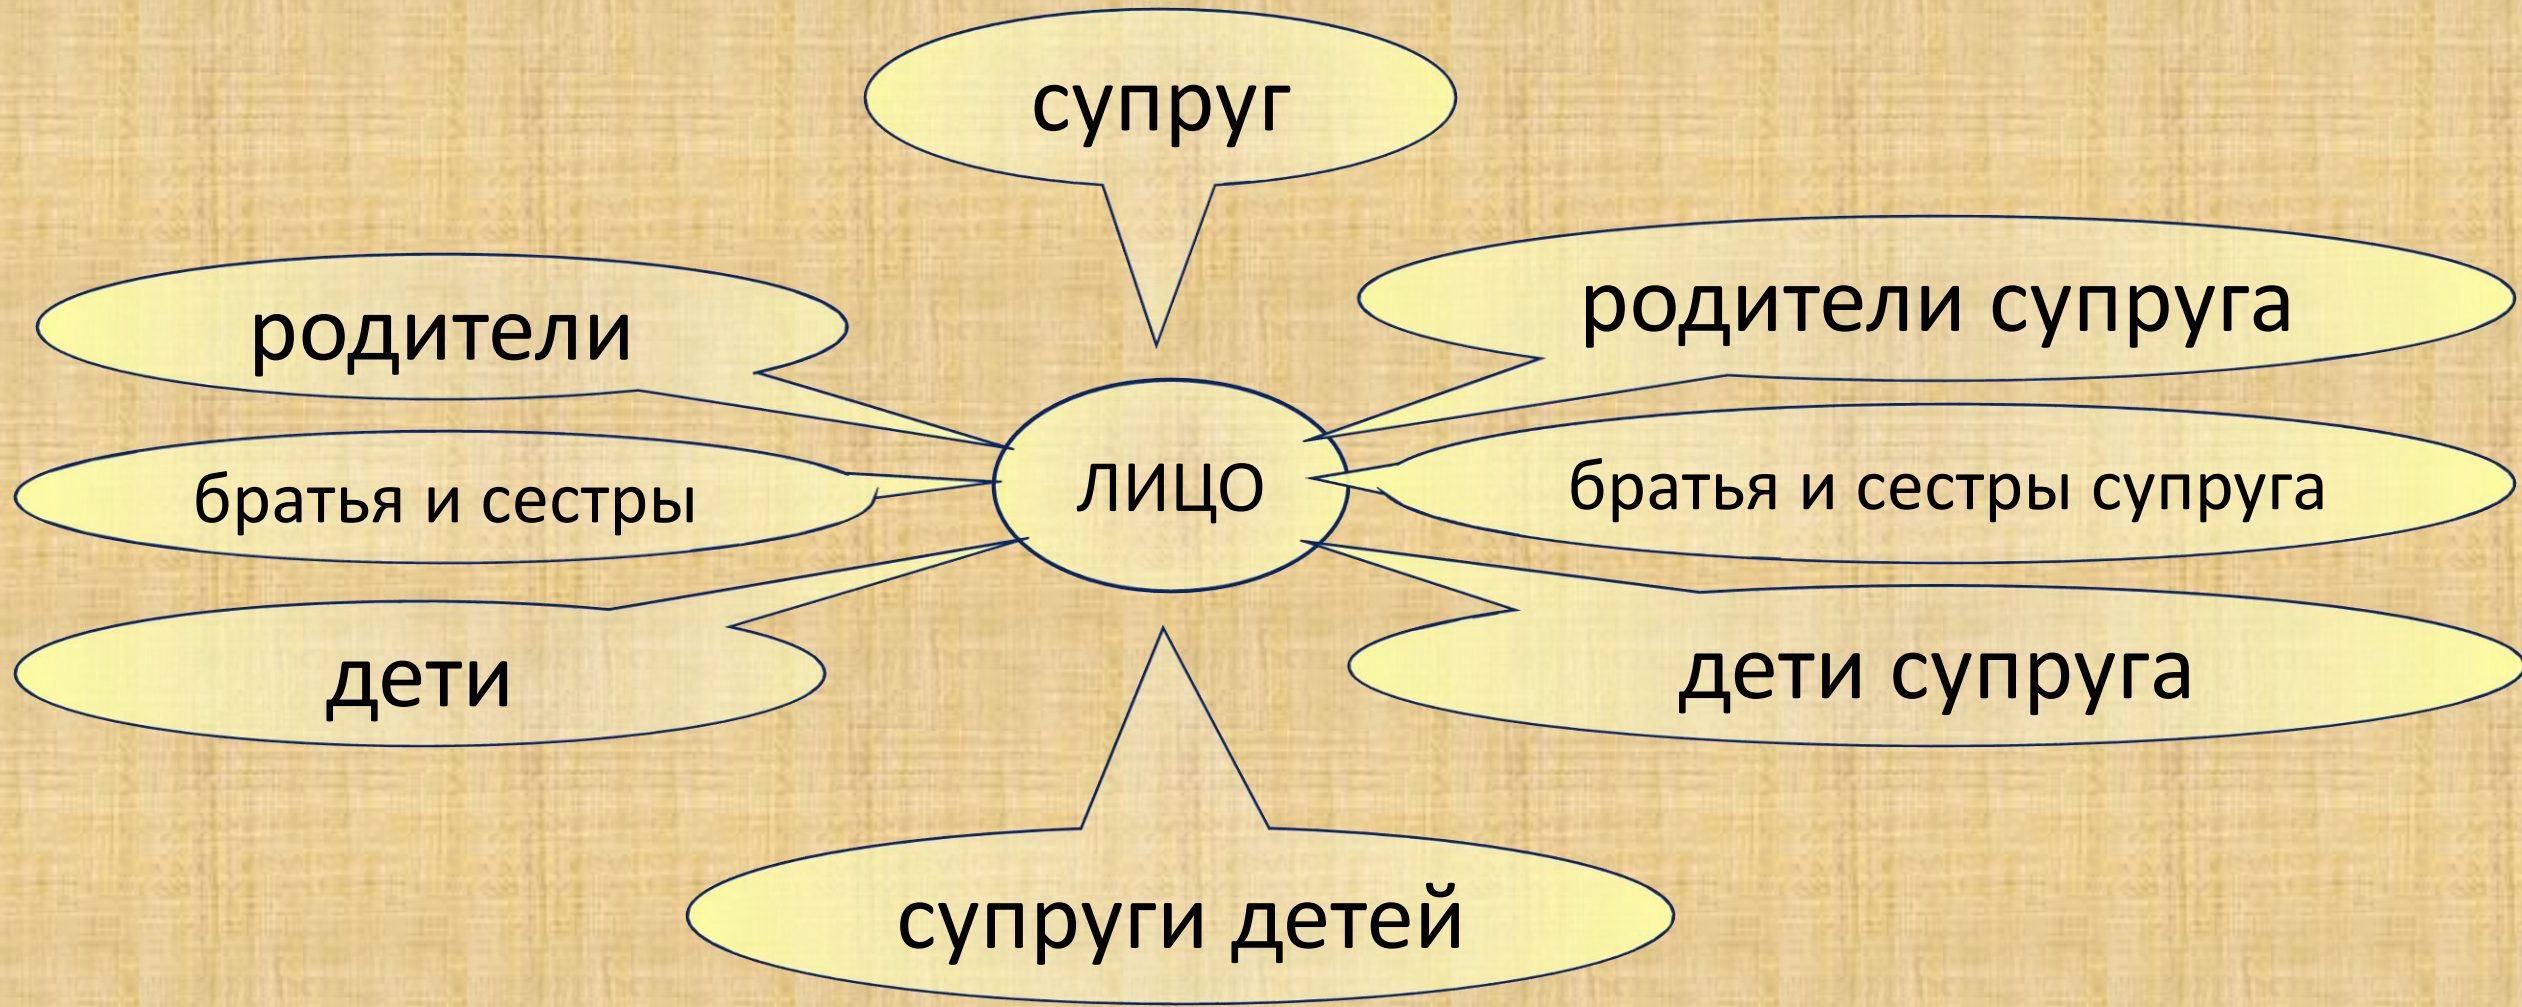 супруг
родители
родители супруга
братья и сестры
ЛИЦО
братья и сестры супруга
дети
дети супруга
супруги детей